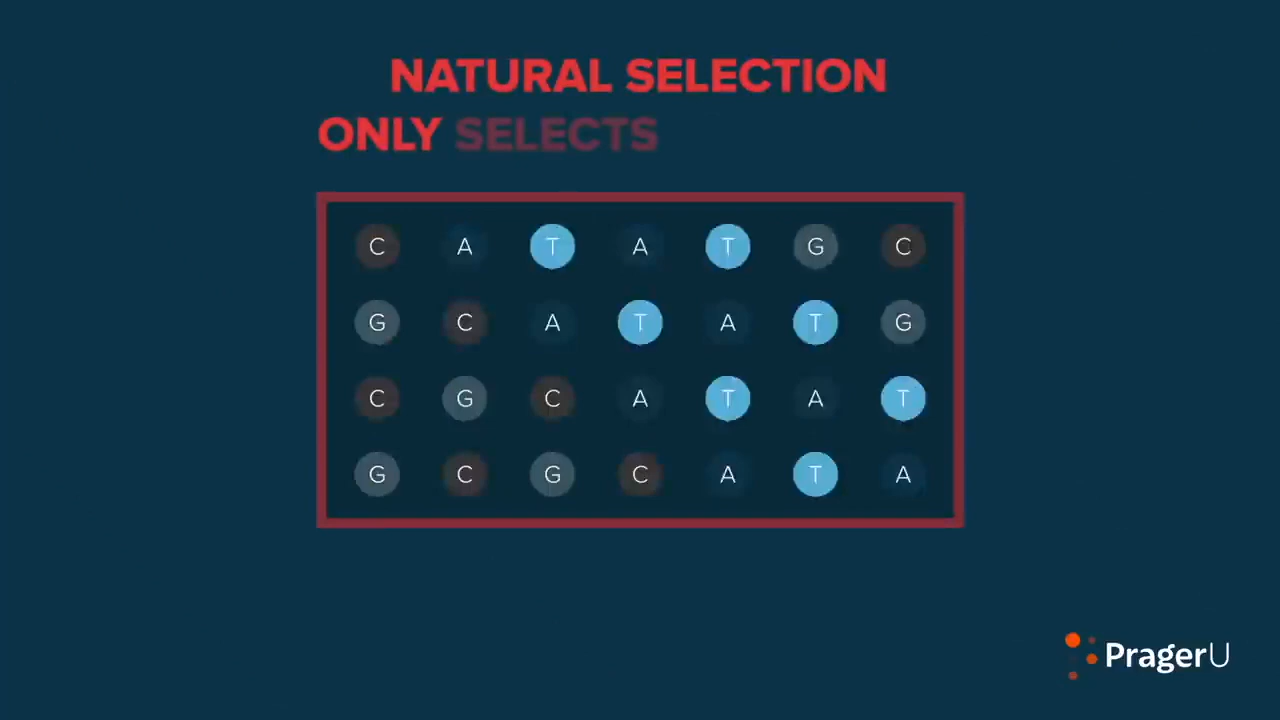 NATURAL SELECTION
ONLY SELECTS
C A T A T G C
G C A T A T G
C G C A T A T
G C G C A T A
PragerU